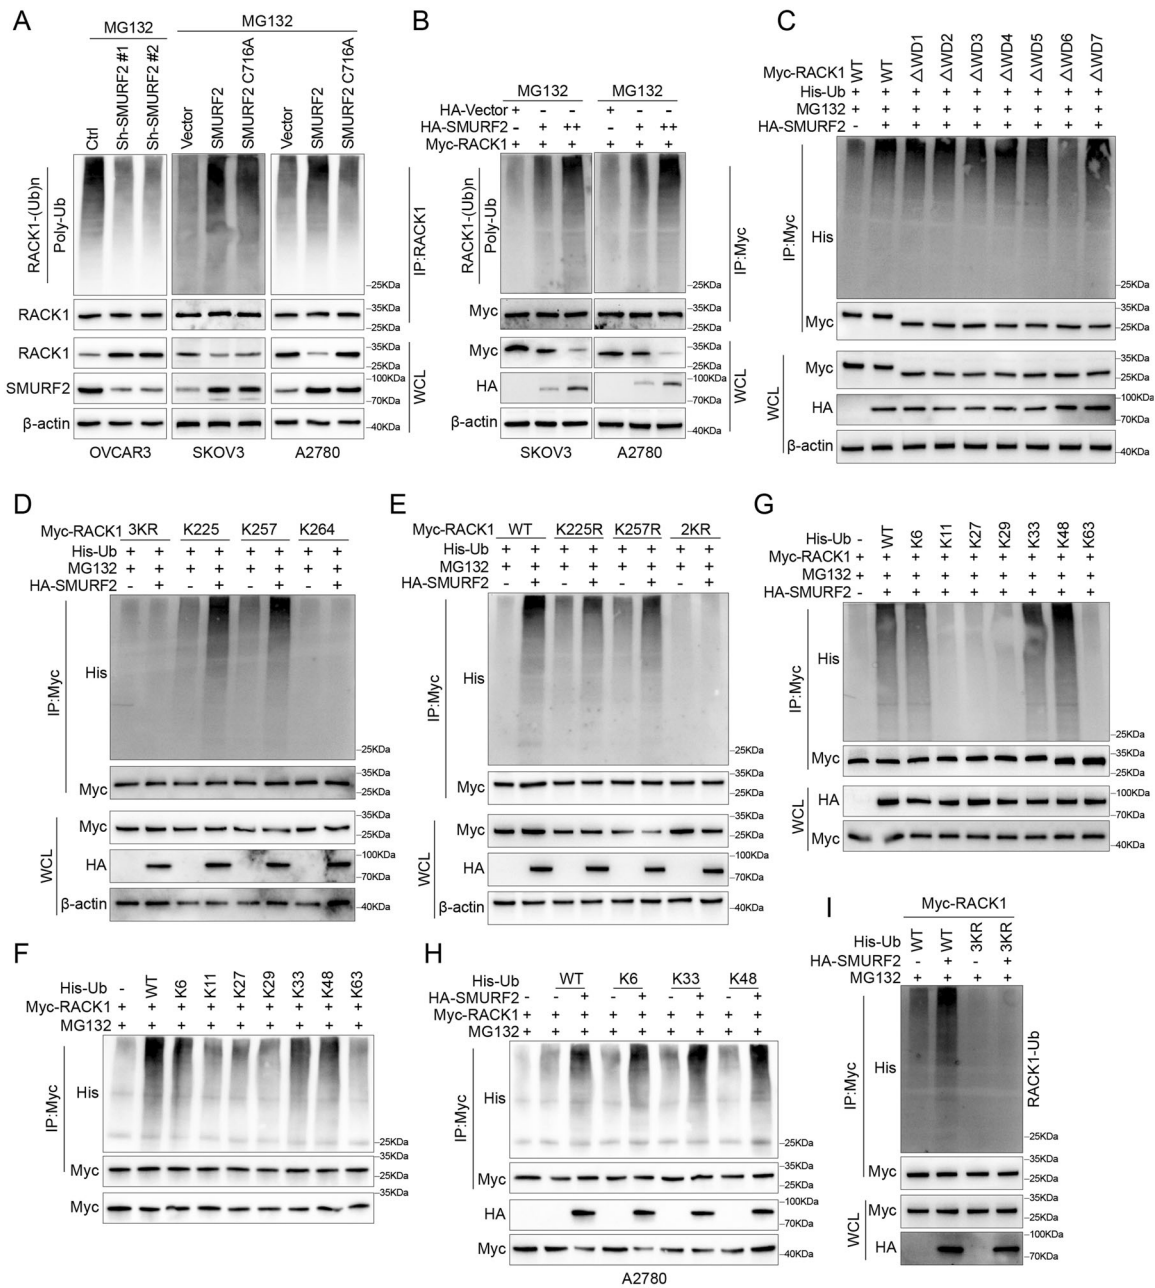 A
MG132
MG132
Ctrl
Sh-SMURF2 #1
Sh-SMURF2 #2
Vector
SMURF2
SMURF2 C716A
Vector
SMURF2
SMURF2 C716A
RACK1-(Ub)n
Poly-Ub
IP:RACK1
25KDa
RACK1
35KDa
25KDa
RACK1
35KDa
25KDa
SMURF2
100KDa
70KDa
WCL
β-actin
40KDa
OVCAR3
SKOV3
A2780
B
MG132
MG132
HA-Vector + - - + - -
HA-SMURF2 - + ++ - + ++
Myc-RACK1 + + + + + +
RACK1-(Ub)n
Poly-Ub
IP:Myc
25KDa
Myc
35KDa
25KDa
Myc
35KDa
25KDa
HA
100KDa
70KDa
WCL
β-actin
40KDa
SKOV3
A2780
C
Myc-RACK1 WT WT △WD1 △WD2 △WD3 △WD4 △WD5 △WD6 △WD7
His-Ub + + + + + + + + +
MG132 + + + + + + + + +
HA-SMURF2 - + + + + + + + +
IP:Myc
His
25KDa
Myc
35KDa
25KDa
WCL
Myc
35KDa
25KDa
HA
100KDa
70KDa
β-actin
40KDa
D
Myc-RACK1 3KR K225 K257 K264
His-Ub + + + + + + + +
MG132 + + + + + + + +
HA-SMURF2 - + - + - + - +
IP:Myc
His
25KDa
Myc
35KDa
25KDa
WCL
Myc
35KDa
25KDa
HA
100KDa
70KDa
β-actin
40KDa
E
Myc-RACK1 WT K225R K257R 2KR
His-Ub + + + + + + + +
MG132 + + + + + + + +
HA-SMURF2 - + - + - + - +
IP:Myc
His
25KDa
Myc
35KDa
25KDa
WCL
Myc
35KDa
25KDa
HA
100KDa
70KDa
β-actin
40KDa
G
His-Ub - WT K6 K11 K27 K29 K33 K48 K63
Myc-RACK1 + + + + + + + + +
MG132 + + + + + + + + +
HA-SMURF2 - + + + + + + + +
IP:Myc
His
25KDa
Myc
35KDa
25KDa
WCL
HA
100KDa
70KDa
Myc
40KDa
F
His-Ub - WT K6 K11 K27 K29 K33 K48 K63
Myc-RACK1 + + + + + + + + +
MG132 + + + + + + + + +
IP:Myc
His
25KDa
Myc
35KDa
25KDa
Myc
35KDa
H
His-Ub WT K6 K33 K48
HA-SMURF2 - - + - + - + - +
Myc-RACK1 + + + + + + + + +
MG132 + + + + + + + + +
IP:Myc
His
25KDa
Myc
35KDa
25KDa
HA
100KDa
70KDa
Myc
40KDa
A2780
I
Myc-RACK1
His-Ub WT WT 3KR 3KR
HA-SMURF2 - + - +
MG132 + + + +
IP:Myc
His
RACK1-Ub
25KDa
Myc
35KDa
25KDa
WCL
Myc
35KDa
25KDa
HA
100KDa
70KDa